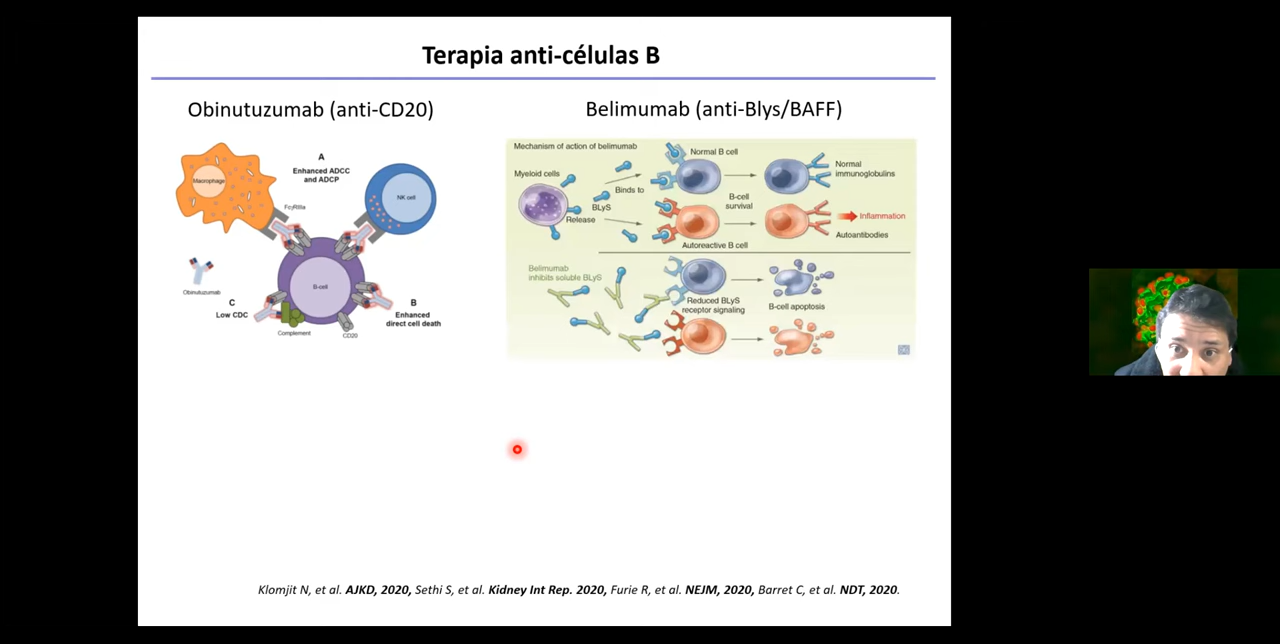 Terapia anti-células B
Obinutuzumab (anti-CD20)
Macrophage
A
Enhanced ADCC
and ADCP
NK cell
FcγRIIIa
B-cell
Obinutuzumab
C
Low CDC
Complement
CD20
B
Enhanced
direct cell death
Belimumab (anti-Blys/BAFF)
Mechanism of action of belimumab
Myeloid cells
Release
BLyS
Binds to
Normal B cell
B-cell
survival
Normal
immunoglobulins
Inflammation
Autoantibodies
Autoreactive B cell
Belimumab
inhibits soluble BLyS
Reduced BLyS
receptor signaling
B-cell apoptosis
Klomjit N, et al. AJKD, 2020, Sethi S, et al. Kidney Int Rep. 2020, Furie R, et al. NEJM, 2020, Barret C, et al. NDT, 2020.